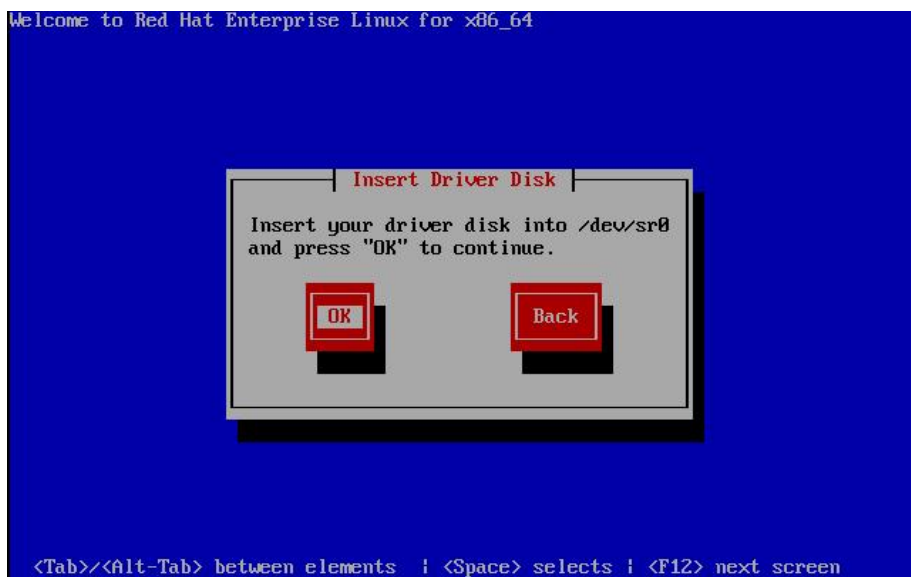 Welcome to Red Hat Enterprise Linux for x86_64
Insert Driver Disk
Insert your driver disk into /dev/sr0
and press "OK" to continue.
OK Back
<Tab>/<Alt-Tab> between elements | <Space> selects | <F12> next screen